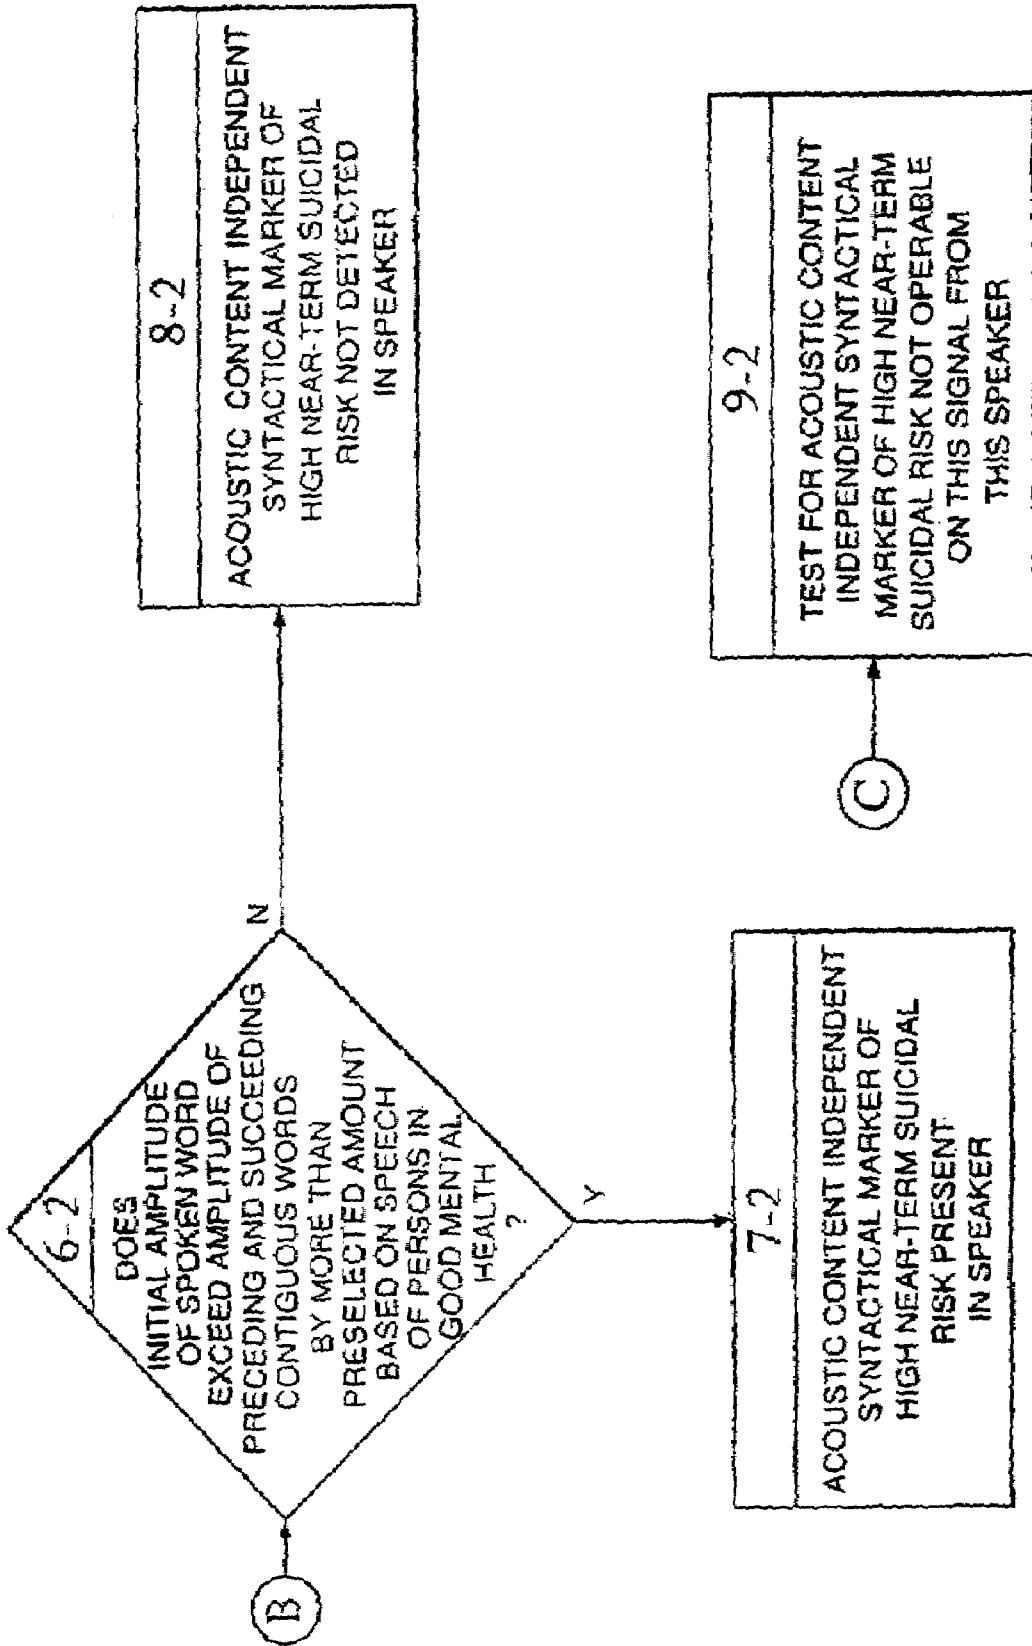 B
6-2
DOES
INITIAL AMPLITUDE
OF SPOKEN WORD
EXCEED AMPLITUDE OF
PRECEDING AND SUCCEEDING
CONTIGUOUS WORDS
BY MORE THAN
PRESELECTED AMOUNT
BASED ON SPEECH
OF PERSONS IN
GOOD MENTAL
HEALTH
?
N
Y
8-2
ACOUSTIC CONTENT INDEPENDENT
SYNTACTICAL MARKER OF
HIGH NEAR-TERM SUICIDAL
RISK NOT DETECTED
IN SPEAKER
7-2
ACOUSTIC CONTENT INDEPENDENT
SYNTACTICAL MARKER OF
HIGH NEAR-TERM SUICIDAL
RISK PRESENT
IN SPEAKER
C
9-2
TEST FOR ACOUSTIC CONTENT
INDEPENDENT SYNTACTICAL
MARKER OF HIGH NEAR-TERM
SUICIDAL RISK NOT OPERABLE
ON THIS SIGNAL FROM
THIS SPEAKER